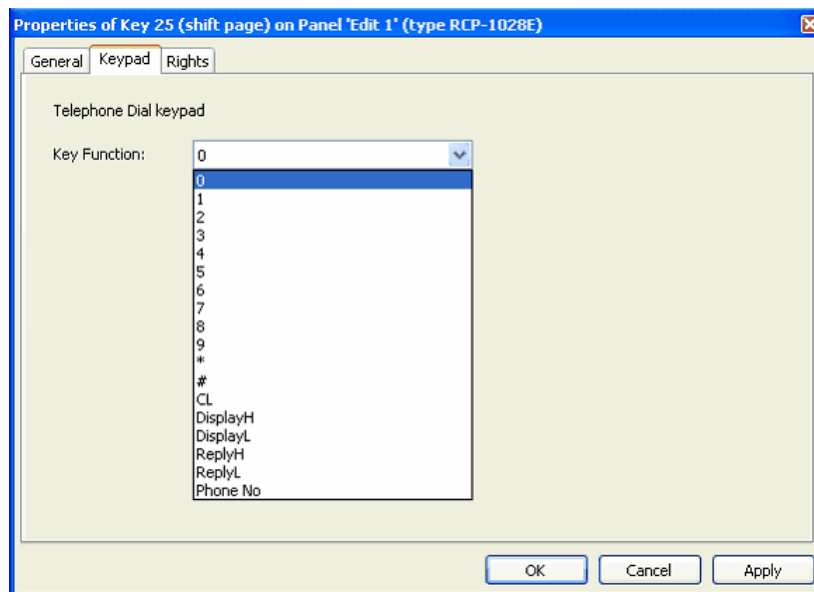 Properties of Key 25 (shift page) on Panel 'Edit 1' (type RCP-1028E)
General Keypad Rights
Telephone Dial keypad
Key Function: 0
0
1
2
3
4
5
6
7
8
9
*
#
CL
DisplayH
DisplayL
ReplyH
ReplyL
Phone No
OK Cancel Apply